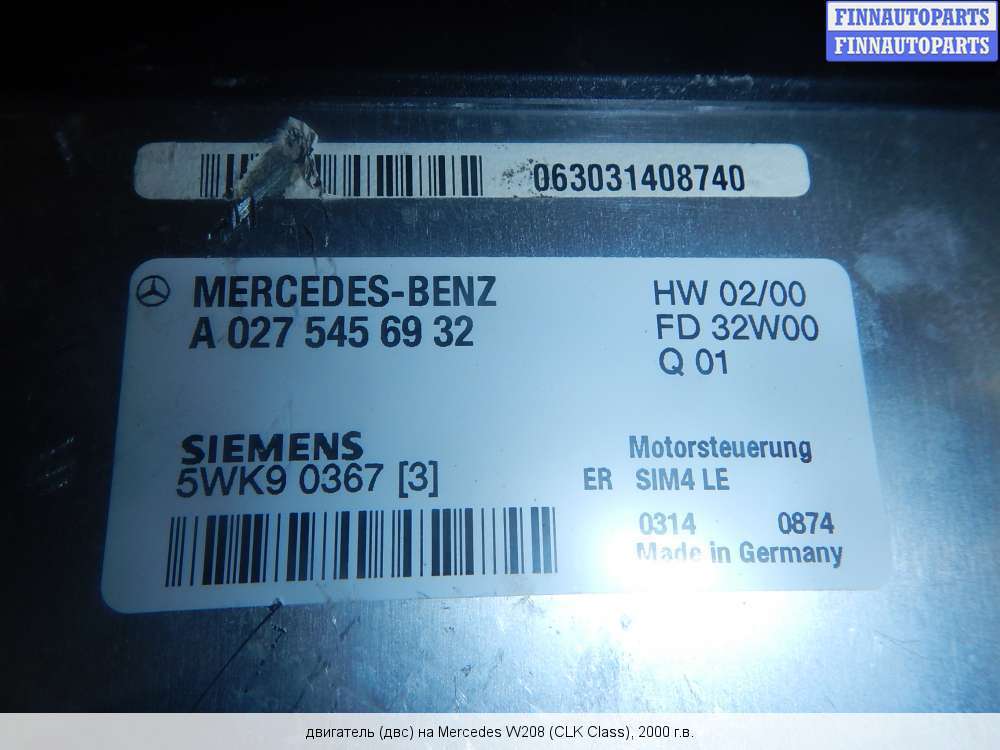 FINNAUTOPARTS
FINNAUTOPARTS
063031408740
MERCEDES-BENZ
A 027 545 69 32
HW 02/00
FD 32W00
Q 01
SIEMENS
5WK9 0367 [3]
Motorsteuerung
ER SIM4 LE
0314 0874
Made in Germany
двигатель (двс) на Mercedes W208 (CLK Class), 2000 г.в.